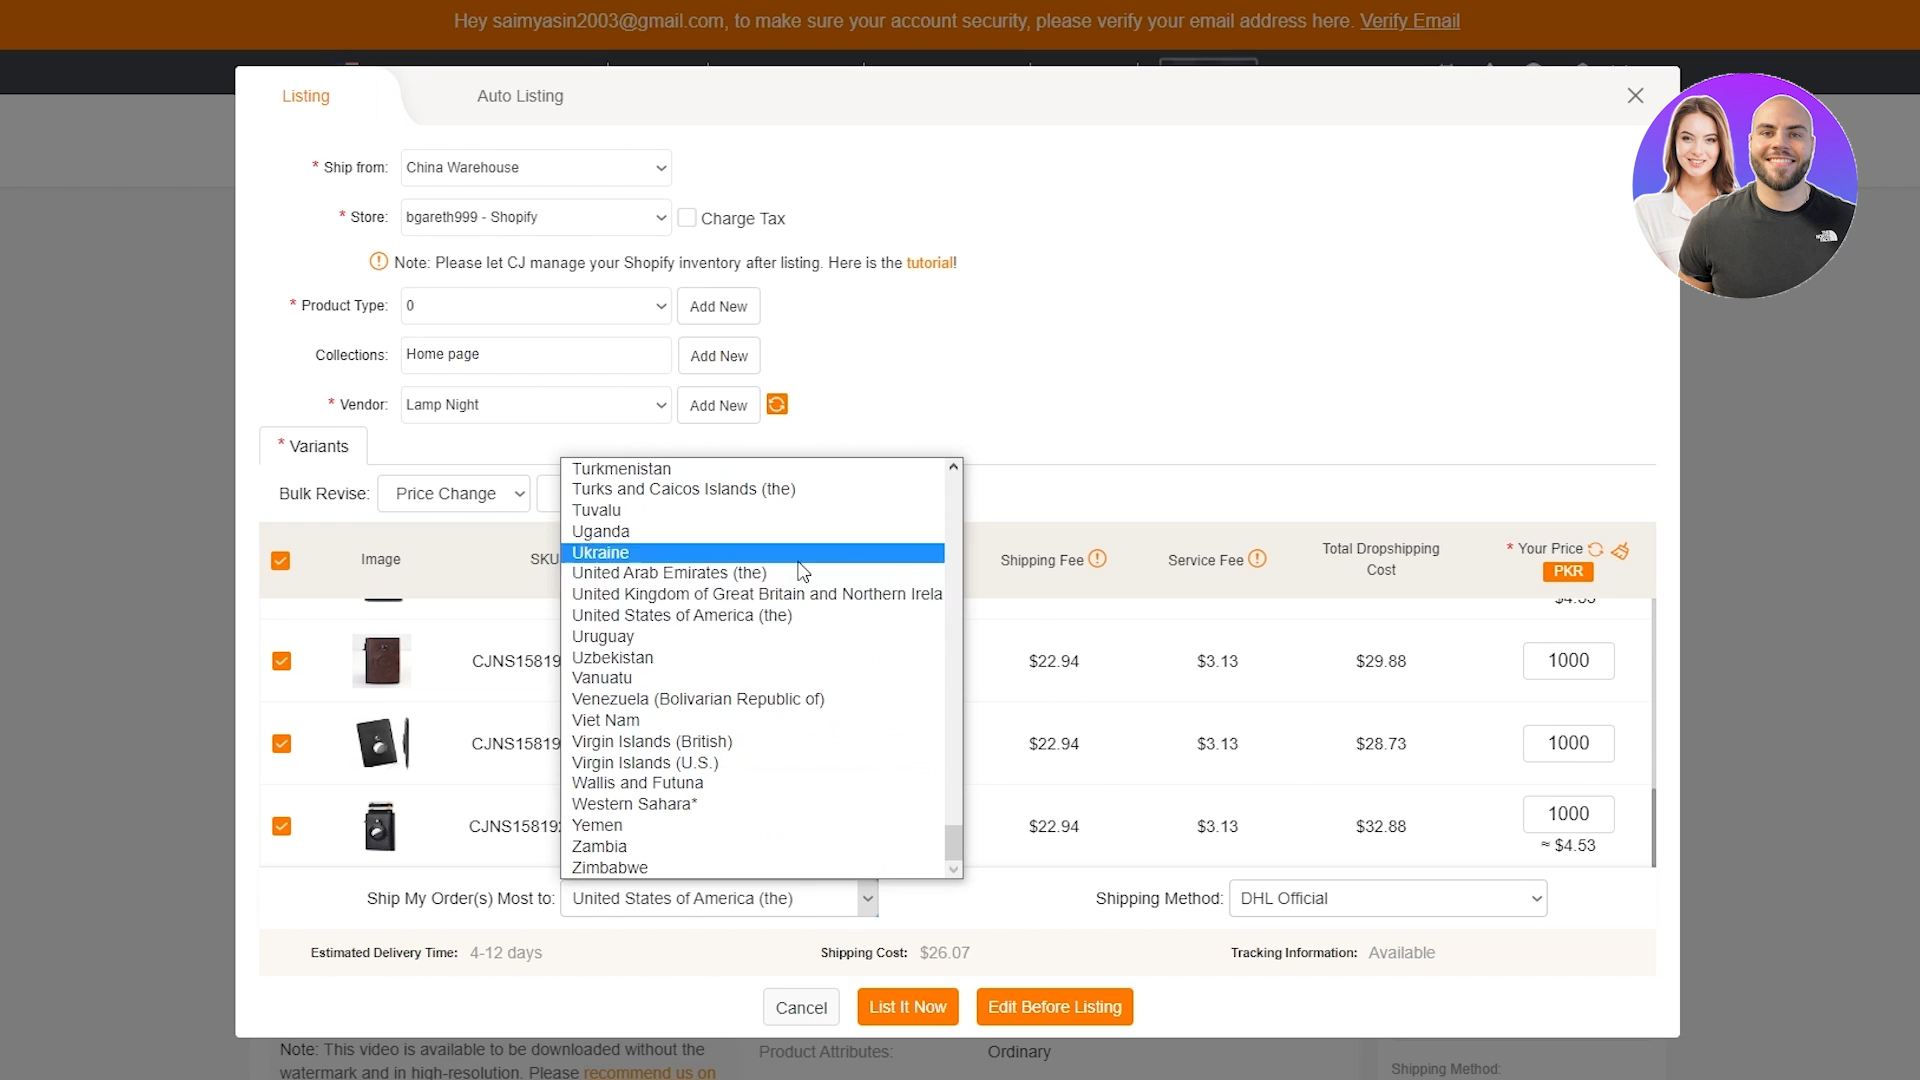 Hey saimyasin2003@gmail.com, to make sure your account security, please verify your email address here. Verify Email
Listing
Auto Listing
* Ship from: China Warehouse
* Store: bgareth999 - Shopify
Charge Tax
Note: Please let CJ manage your Shopify inventory after listing. Here is the tutorial!
* Product Type: 0
Add New
Collections: Home page
Add New
* Vendor: Lamp Night
Add New
* Variants
Bulk Revise: Price Change
Image
SKU
Shipping Fee
Service Fee
Total Dropshipping
Cost
* Your Price
PKR
$4.53
CJNS15819
$22.94
$3.13
$29.88
1000
CJNS15819
$22.94
$3.13
$28.73
1000
CJNS15819
$22.94
$3.13
$32.88
1000
≈ $4.53
Turkmenistan
Turks and Caicos Islands (the)
Tuvalu
Uganda
Ukraine
United Arab Emirates (the)
United Kingdom of Great Britain and Northern Irela
United States of America (the)
Uruguay
Uzbekistan
Vanuatu
Venezuela (Bolivarian Republic of)
Viet Nam
Virgin Islands (British)
Virgin Islands (U.S.)
Wallis and Futuna
Western Sahara*
Yemen
Zambia
Zimbabwe
Ship My Order(s) Most to: United States of America (the)
Shipping Method: DHL Official
Estimated Delivery Time: 4-12 days
Shipping Cost: $26.07
Tracking Information: Available
Cancel
List It Now
Edit Before Listing
Note: This video is available to be downloaded without the
watermark and in high-resolution. Please recommend us on
Product Attributes:
Ordinary
Shipping Method: